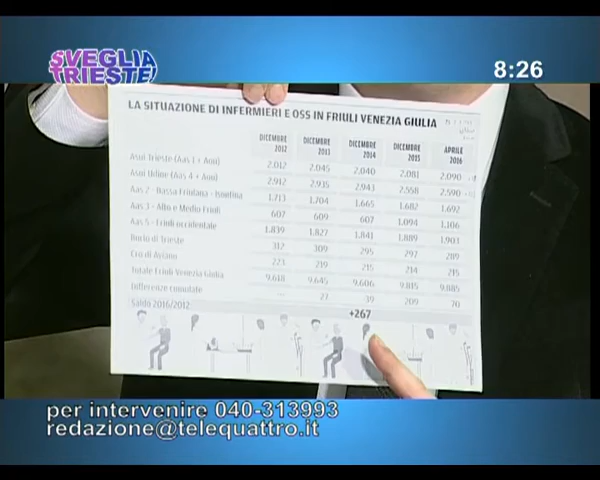 SVEGLIA
TRIESTE!
8:26
LA SITUAZIONE DI INFERMIERI E OSS IN FRIULI VENEZIA GIULIA
DICEMBRE 2012 DICEMBRE 2013 DICEMBRE 2014 DICEMBRE 2015 APRILE 2016
Asui Trieste (Aas 1 + Aou) 2.012 2.045 2.040 2.081 2.090
Asui Udine (Aas 4 + Aou) 2.912 2.935 2.943 2.558 2.590
Aas 2 - Bassa Friulana - Isontina 1.713 1.704 1.665 1.682 1.692
Aas 3 - Alto e Medio Friuli 607 609 607 1.094 1.106
Aas 5 - Friuli occidentale 1.839 1.827 1.841 1.889 1.903
Burlo di Trieste 312 309 295 297 289
Cro di Aviano 223 219 215 214 215
Totale Friuli Venezia Giulia 9.618 9.645 9.606 9.815 9.885
Differenze comulate — 27 39 209 70
Saldo 2016/2012 +267
per intervenire 040-313993
redazione@telequattro.it